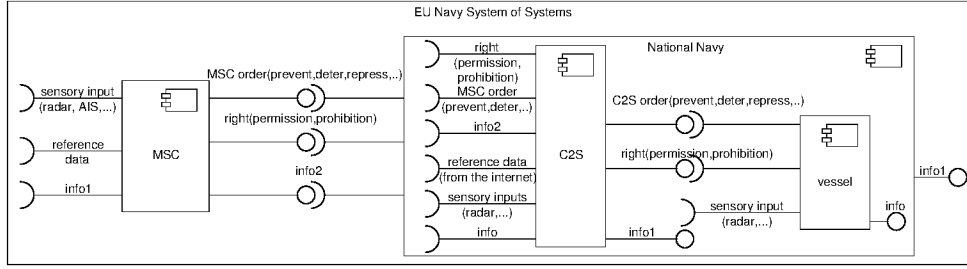 EU Navy System of Systems
National Navy
sensory input
(radar, AIS,...)
reference
data
info1
MSC
MSC order(prevent,deter,repress,..)
right(permission,prohibition)
info2
right
(permission,
prohibition)
MSC order
(prevent,deter,..)
info2
reference data
(from the internet)
sensory inputs
(radar,...)
info
C2S
C2S order(prevent,deter,repress,..)
right(permission,prohibition)
sensory input
(radar,...)
info1
vessel
info
info1